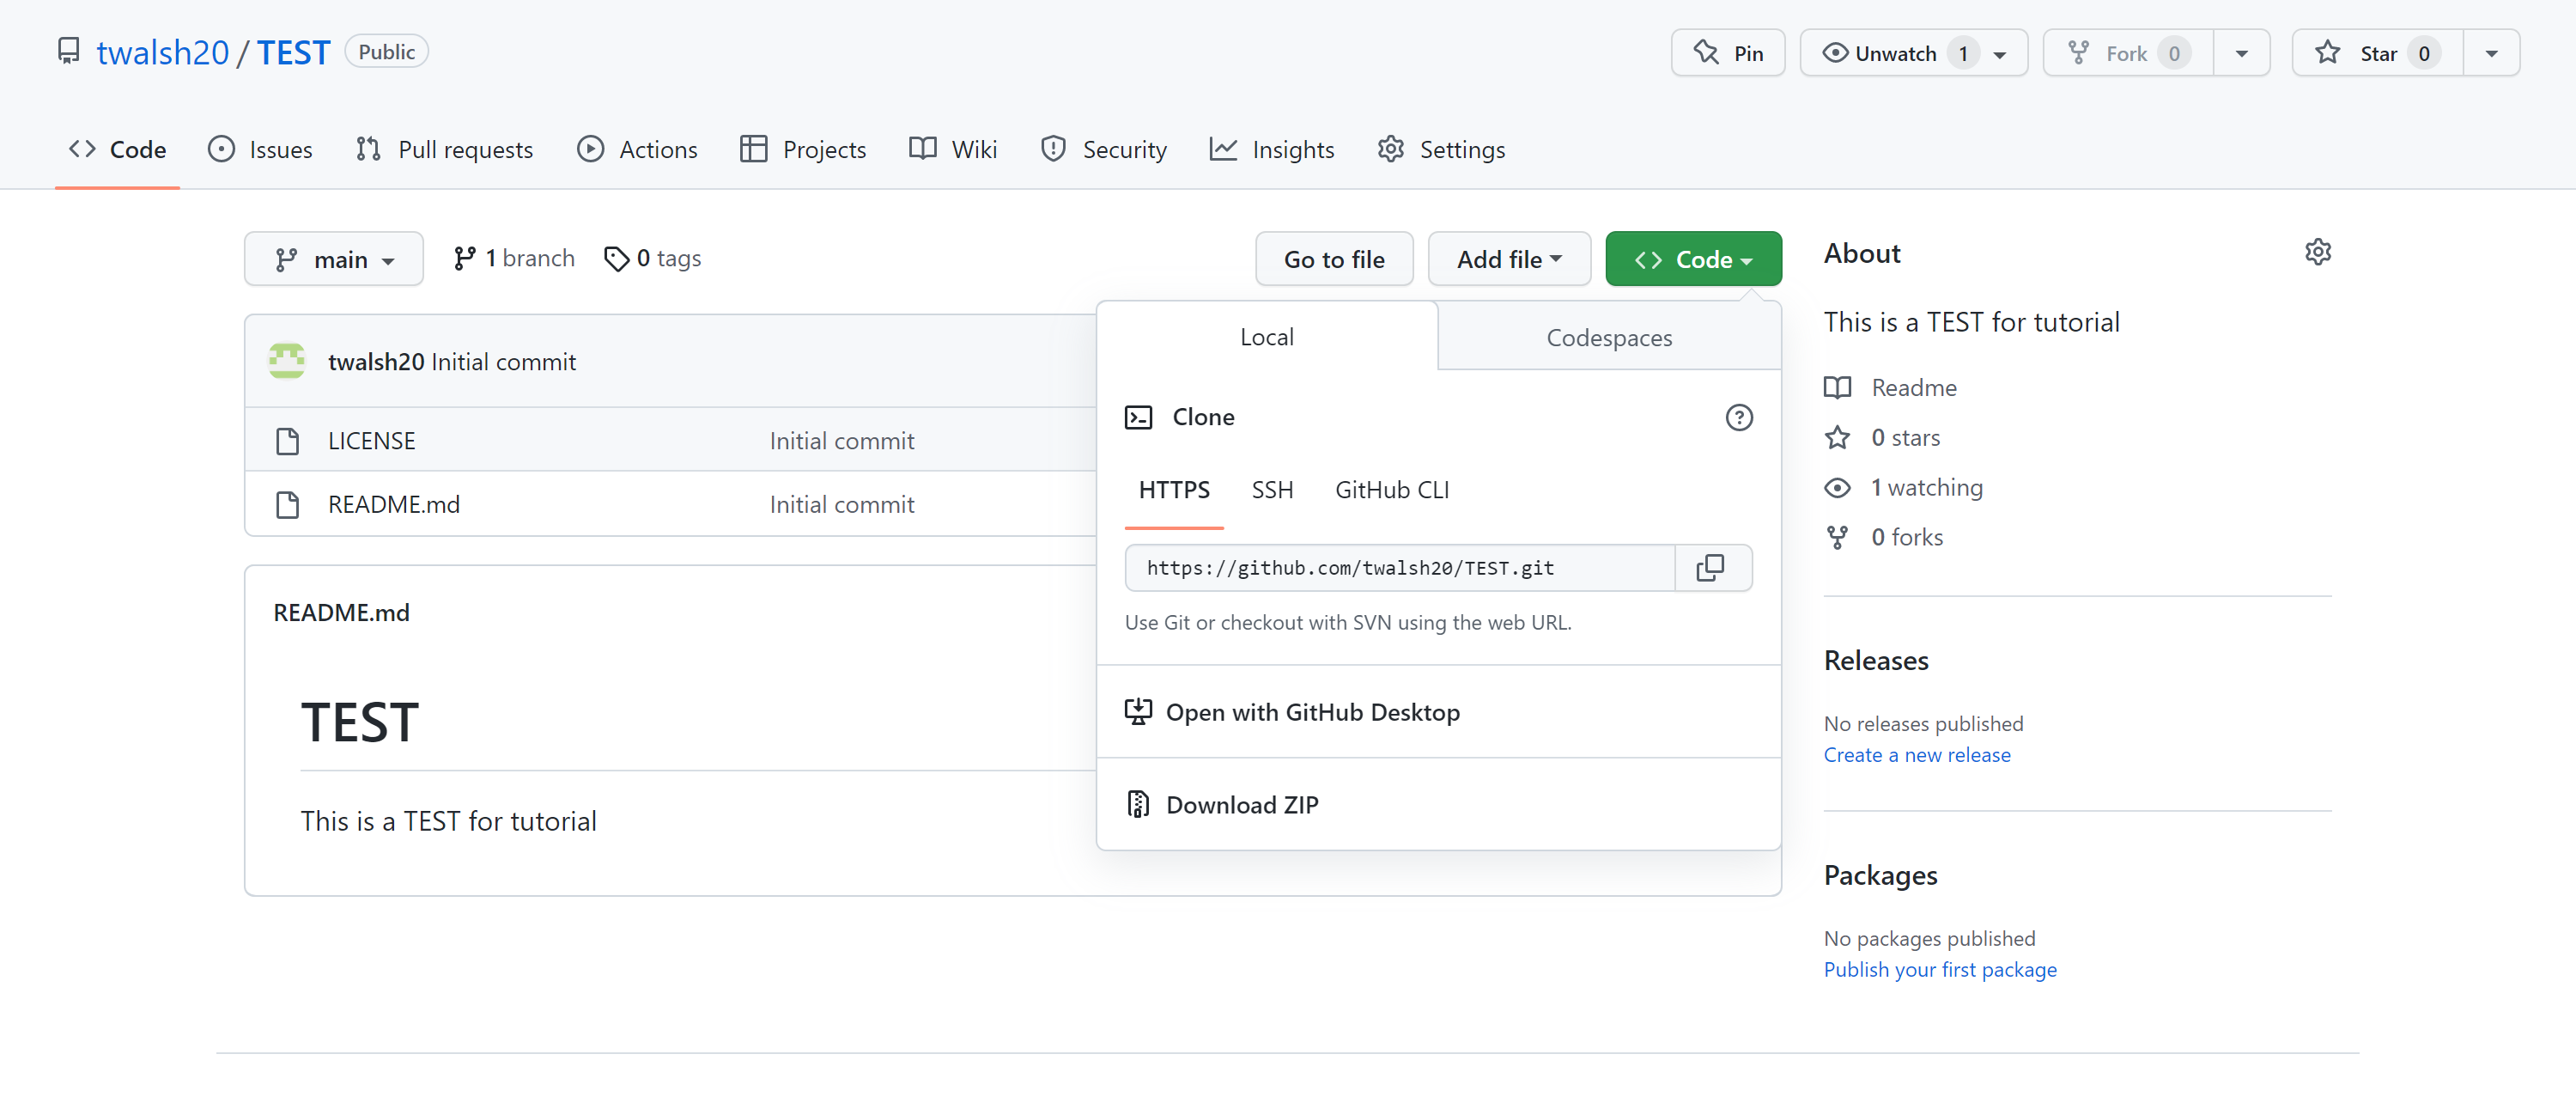 twalsh20 / TEST Public
Pin Unwatch 1 Fork 0 Star 0
Code Issues Pull requests Actions Projects Wiki Security Insights Settings
main 1 branch 0 tags Go to file Add file Code
twalsh20 Initial commit
LICENSE Initial commit
README.md Initial commit
README.md
TEST
This is a TEST for tutorial
Local Codespaces
Clone
HTTPS SSH GitHub CLI
https://github.com/twalsh20/TEST.git
Use Git or checkout with SVN using the web URL.
Open with GitHub Desktop
Download ZIP
About
This is a TEST for tutorial
Readme
0 stars
1 watching
0 forks
Releases
No releases published
Create a new release
Packages
No packages published
Publish your first package